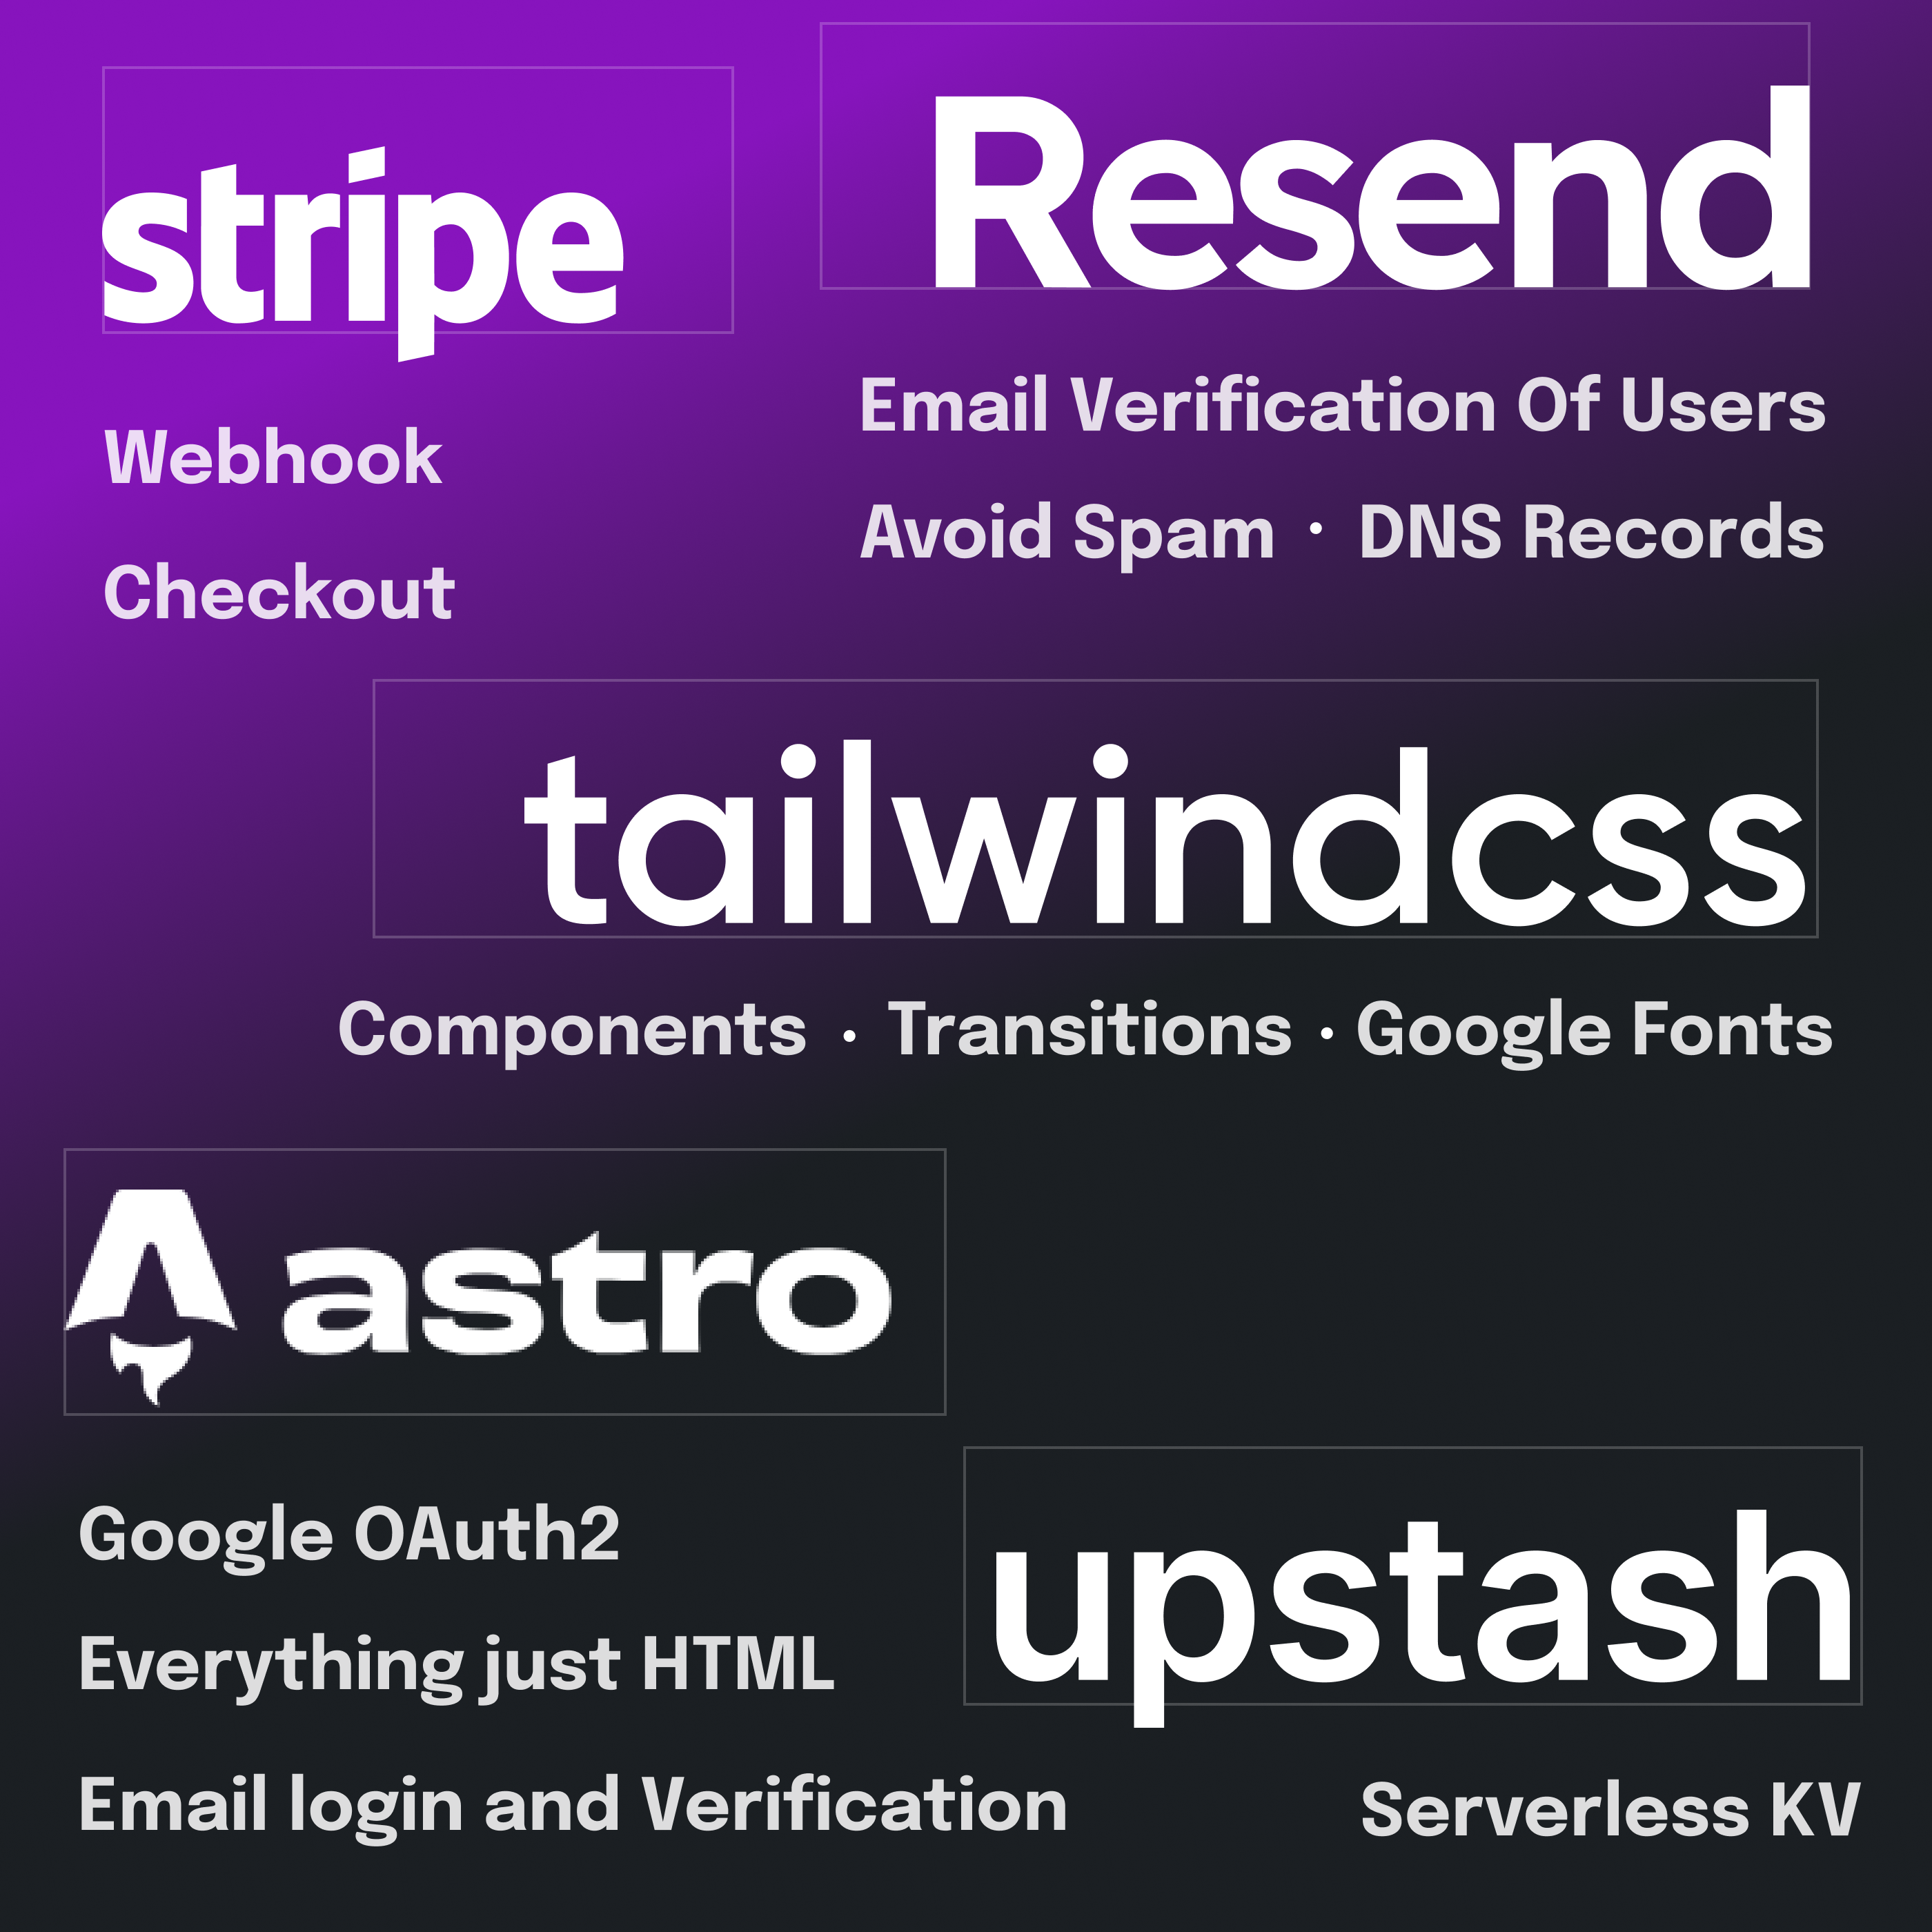 stripe
Webhook
Checkout
Resend
Email Verification Of Users
Avoid Spam · DNS Records
tailwindcss
Components · Transitions · Google Fonts
astro
Google OAuth2
Everything just HTML
Email login and Verification
upstash
Serverless KV